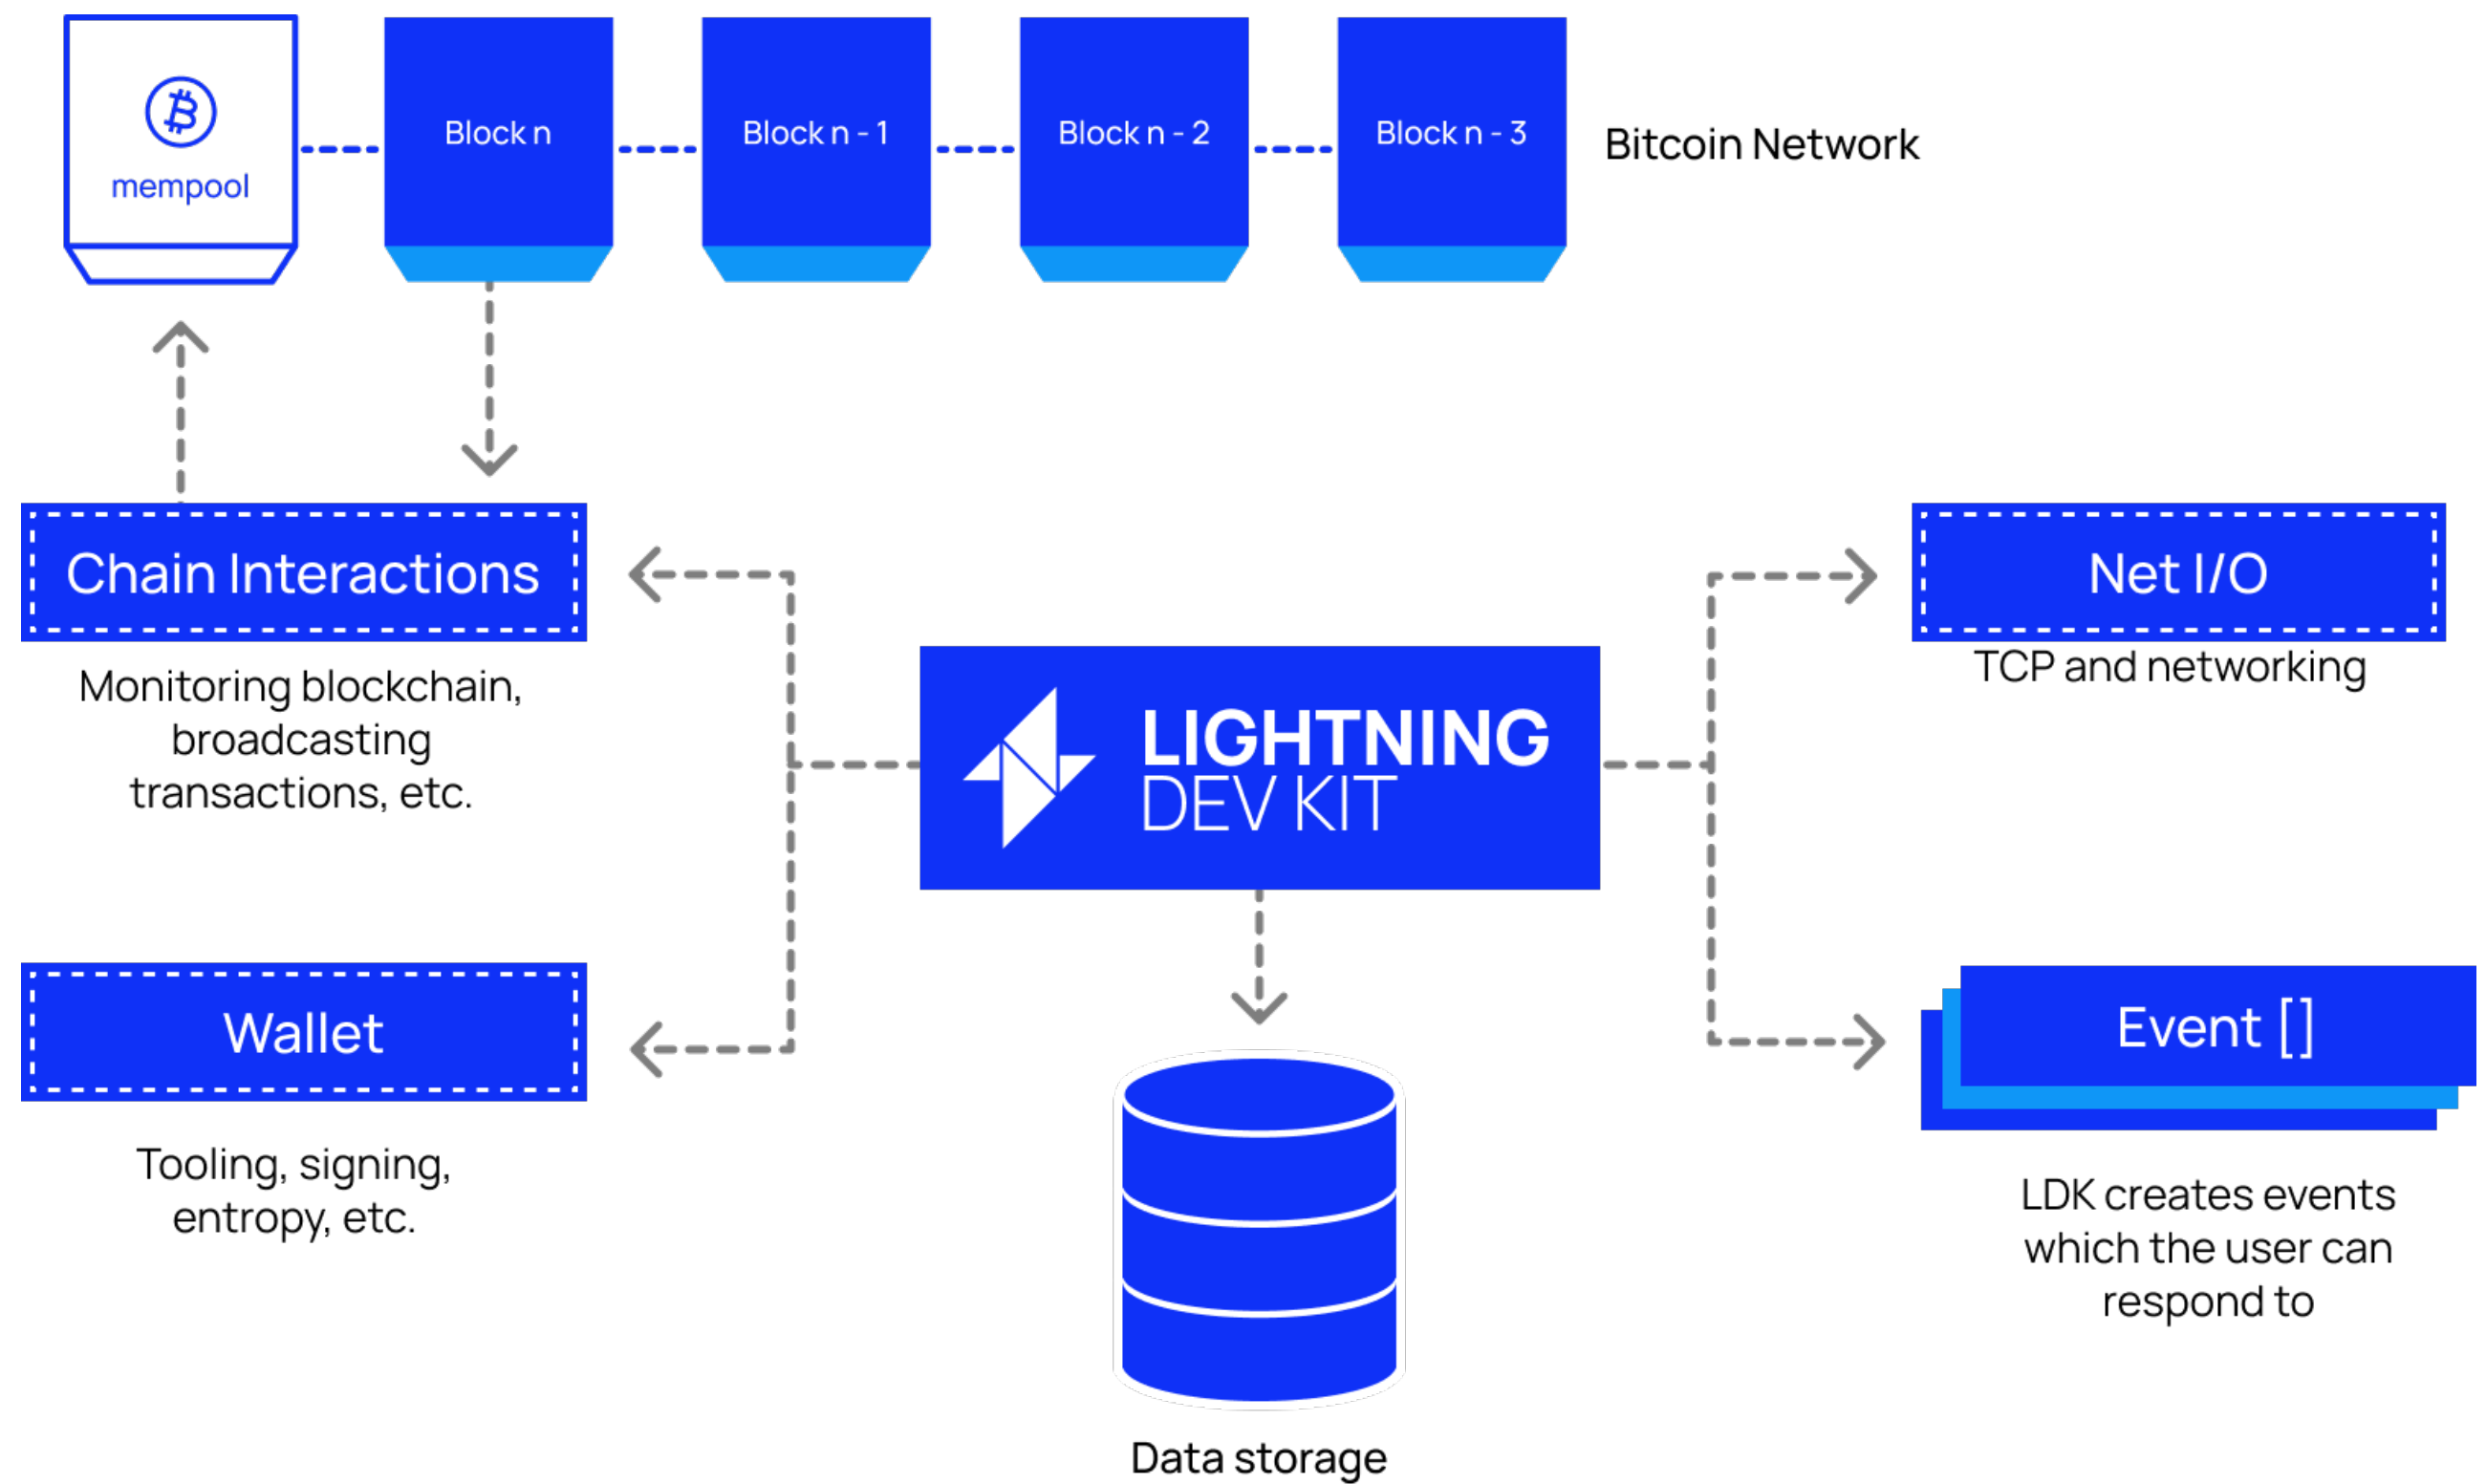 mempool
Block n
Block n - 1
Block n - 2
Block n - 3
Bitcoin Network
Chain Interactions
Monitoring blockchain,
broadcasting
transactions, etc.
Net I/O
TCP and networking
LIGHTNING
DEV KIT
Wallet
Tooling, signing,
entropy, etc.
Event []
LDK creates events
which the user can
respond to
Data storage